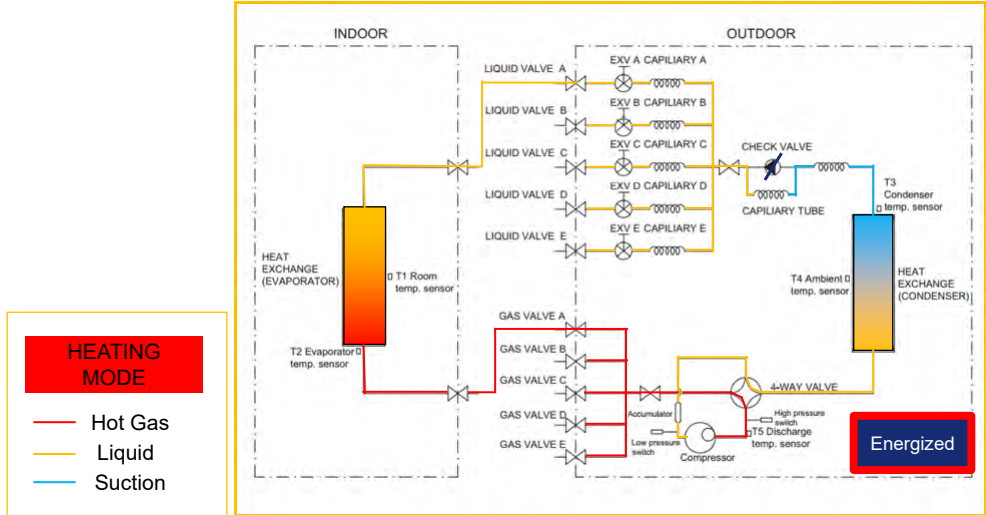 INDOOR
OUTDOOR
EXV A CAPILIARY A
LIQUID VALVE A
EXV B CAPILIARY B
LIQUID VALVE B
EXV C CAPILIARY C
LIQUID VALVE C
CHECK VALVE
EXV D CAPILIARY D
LIQUID VALVE D
CAPILIARY TUBE
T3
Condenser
temp. sensor
EXV E CAPILIARY E
LIQUID VALVE E
HEAT
EXCHANGE
(EVAPORATOR)
T1 Room
temp. sensor
T4 Ambient
temp. sensor
HEAT
EXCHANGE
(CONDENSER)
GAS VALVE A
T2 Evaporator
temp. sensor
GAS VALVE B
GAS VALVE C
4-WAY VALVE
GAS VALVE D
Accumulator
High pressure
switch
Low pressure
switch
T5 Discharge
temp. sensor
GAS VALVE E
Compressor
Energized
HEATING
MODE
Hot Gas
Liquid
Suction